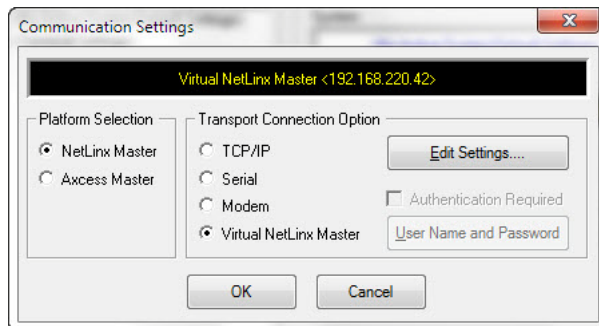 Communication Settings
Virtual NetLinx Master <192.168.220.42>
Platform Selection
NetLinx Master
Axcess Master
Transport Connection Option
TCP/IP
Serial
Modem
Virtual NetLinx Master
Edit Settings....
Authentication Required
User Name and Password
OK
Cancel